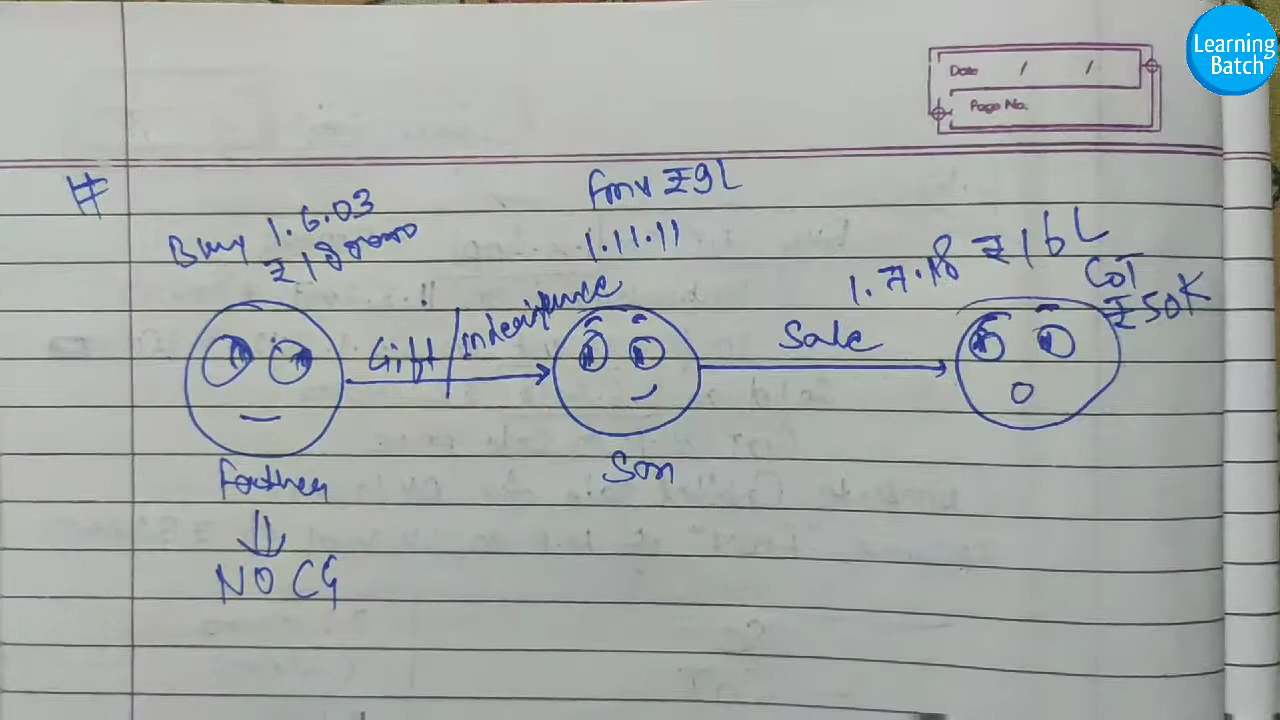 Learning
Batch
Date / /
Page No.
#
Buy 1.6.03
Fmv ₹9L
1.11.11
1.7.18 ₹16L
COT
₹50K
Gift/inheritance
Sale
Father
Son
NO CG